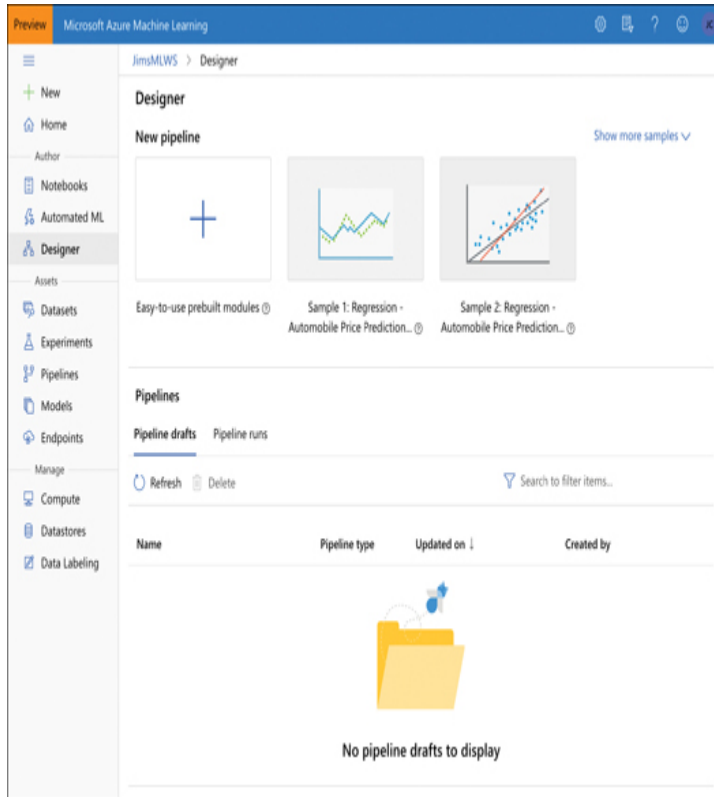 Preview Microsoft Azure Machine Learning
JimsMLWS > Designer
New
Home
Author
Notebooks
Automated ML
Designer
Assets
Datasets
Experiments
Pipelines
Models
Endpoints
Manage
Compute
Datastores
Data Labeling
Designer
New pipeline
Show more samples
Easy-to-use prebuilt modules
Sample 1: Regression -
Automobile Price Prediction...
Sample 2: Regression -
Automobile Price Prediction...
Pipelines
Pipeline drafts Pipeline runs
Refresh Delete Search to filter items...
Name Pipeline type Updated on ↓ Created by
No pipeline drafts to display